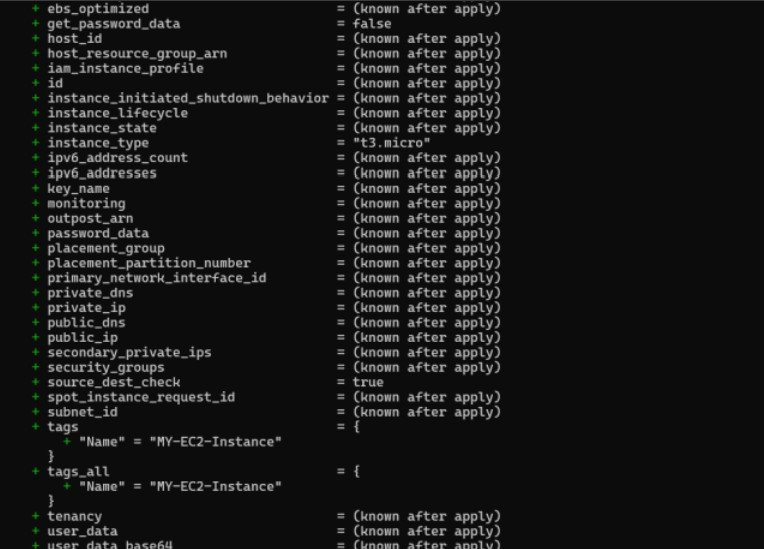 + ebs_optimized = (known after apply)
+ get_password_data = false
+ host_id = (known after apply)
+ host_resource_group_arn = (known after apply)
+ iam_instance_profile = (known after apply)
+ id = (known after apply)
+ instance_initiated_shutdown_behavior = (known after apply)
+ instance_lifecycle = (known after apply)
+ instance_state = (known after apply)
+ instance_type = "t3.micro"
+ ipv6_address_count = (known after apply)
+ ipv6_addresses = (known after apply)
+ key_name = (known after apply)
+ monitoring = (known after apply)
+ outpost_arn = (known after apply)
+ password_data = (known after apply)
+ placement_group = (known after apply)
+ placement_partition_number = (known after apply)
+ primary_network_interface_id = (known after apply)
+ private_dns = (known after apply)
+ private_ip = (known after apply)
+ public_dns = (known after apply)
+ public_ip = (known after apply)
+ secondary_private_ips = (known after apply)
+ security_groups = (known after apply)
+ source_dest_check = true
+ spot_instance_request_id = (known after apply)
+ subnet_id = (known after apply)
+ tags = {
+ "Name" = "MY-EC2-Instance"
}
+ tags_all = {
+ "Name" = "MY-EC2-Instance"
}
+ tenancy = (known after apply)
+ user_data = (known after apply)
+ user_data_base64 = (known after apply)